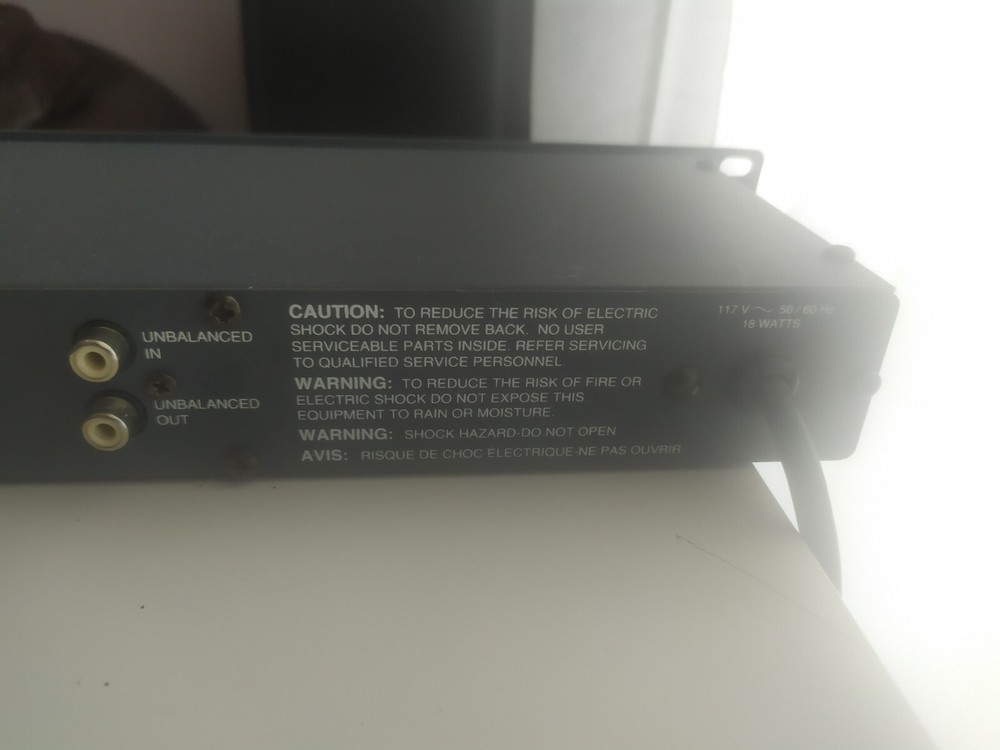 UNBALANCED
IN
UNBALANCED
OUT
CAUTION: TO REDUCE THE RISK OF ELECTRIC
SHOCK DO NOT REMOVE BACK. NO USER
SERVICEABLE PARTS INSIDE. REFER SERVICING
TO QUALIFIED SERVICE PERSONNEL.
WARNING: TO REDUCE THE RISK OF FIRE OR
ELECTRIC SHOCK DO NOT EXPOSE THIS
EQUIPMENT TO RAIN OR MOISTURE.
WARNING: SHOCK HAZARD-DO NOT OPEN
AVIS: RISQUE DE CHOC ELECTRIQUE-NE PAS OUVRIR
117 V ~ 50/60 Hz
18 WATTS